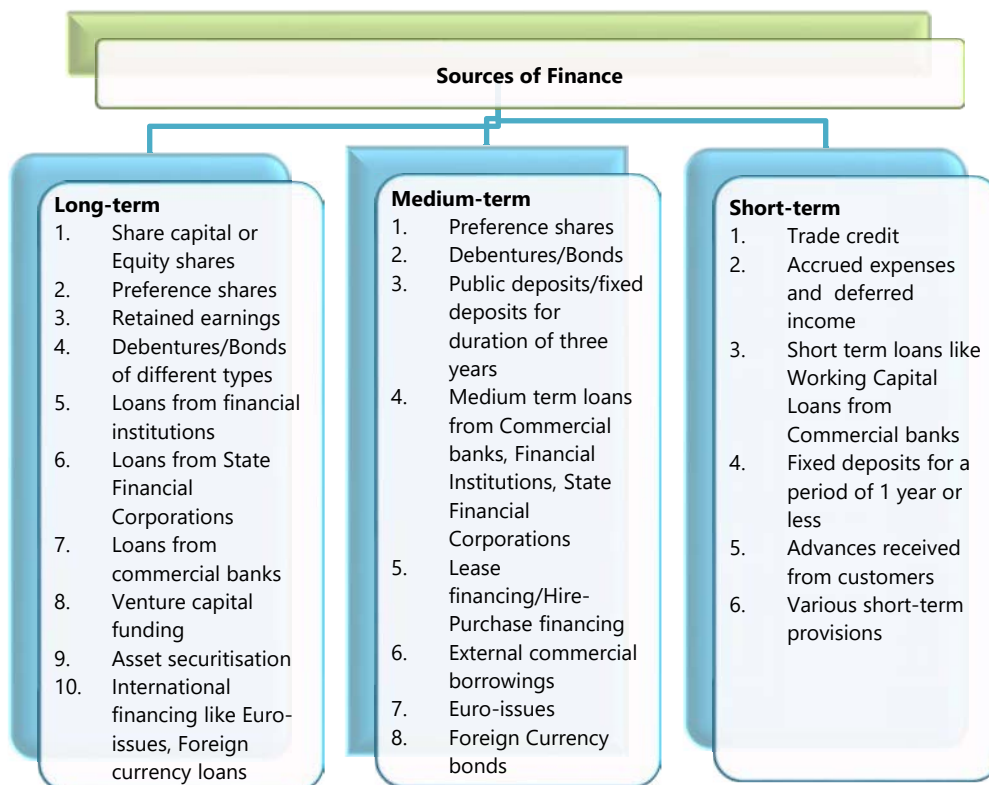 Sources of Finance
Long-term
1. Share capital or
Equity shares
2. Preference shares
3. Retained earnings
4. Debentures/Bonds
of different types
5. Loans from financial
institutions
6. Loans from State
Financial
Corporations
7. Loans from
commercial banks
8. Venture capital
funding
9. Asset securitisation
10. International
financing like Euro-
issues, Foreign
currency loans
Medium-term
1. Preference shares
2. Debentures/Bonds
3. Public deposits/fixed
deposits for
duration of three
years
4. Medium term loans
from Commercial
banks, Financial
Institutions, State
Financial
Corporations
5. Lease
financing/Hire-
Purchase financing
6. External commercial
borrowings
7. Euro-issues
8. Foreign Currency
bonds
Short-term
1. Trade credit
2. Accrued expenses
and deferred
income
3. Short term loans like
Working Capital
Loans from
Commercial banks
4. Fixed deposits for a
period of 1 year or
less
5. Advances received
from customers
6. Various short-term
provisions